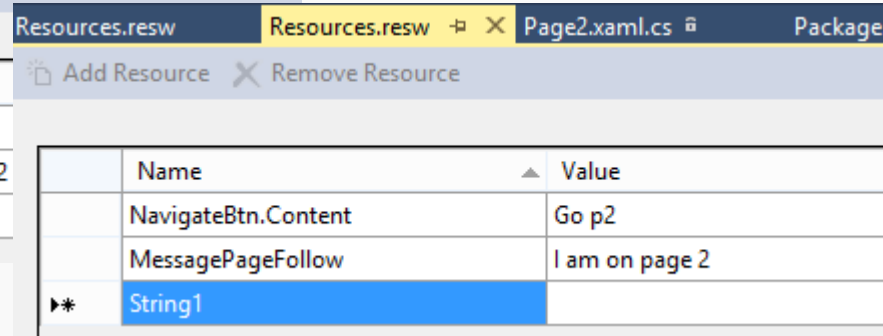 Resources.resw Resources.resw Page2.xaml.cs Package
Add Resource Remove Resource
Name Value
2 NavigateBtn.Content Go p2
MessagePageFollow I am on page 2
String1